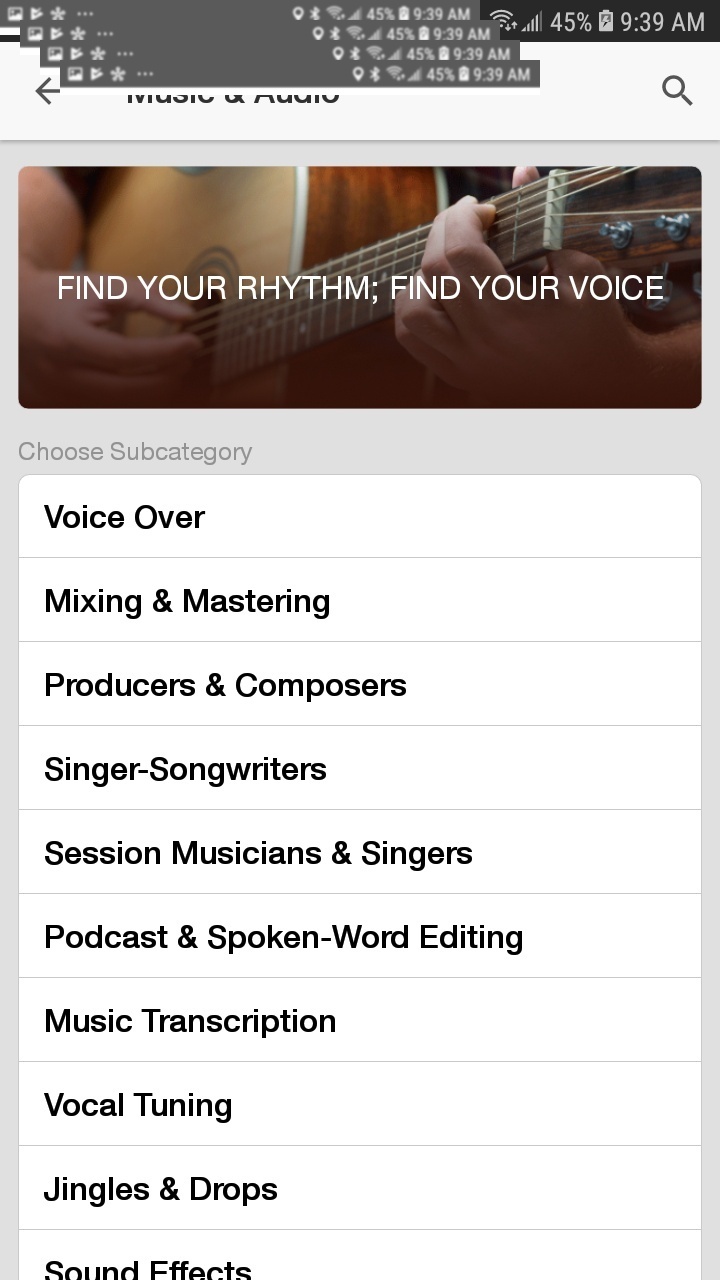 45% 9:39 AM
45% 9:39 AM
45% 9:39 AM
45% 9:39 AM
45% 9:39 AM
Music & Audio
FIND YOUR RHYTHM; FIND YOUR VOICE
Choose Subcategory
Voice Over
Mixing & Mastering
Producers & Composers
Singer-Songwriters
Session Musicians & Singers
Podcast & Spoken-Word Editing
Music Transcription
Vocal Tuning
Jingles & Drops
Sound Effects